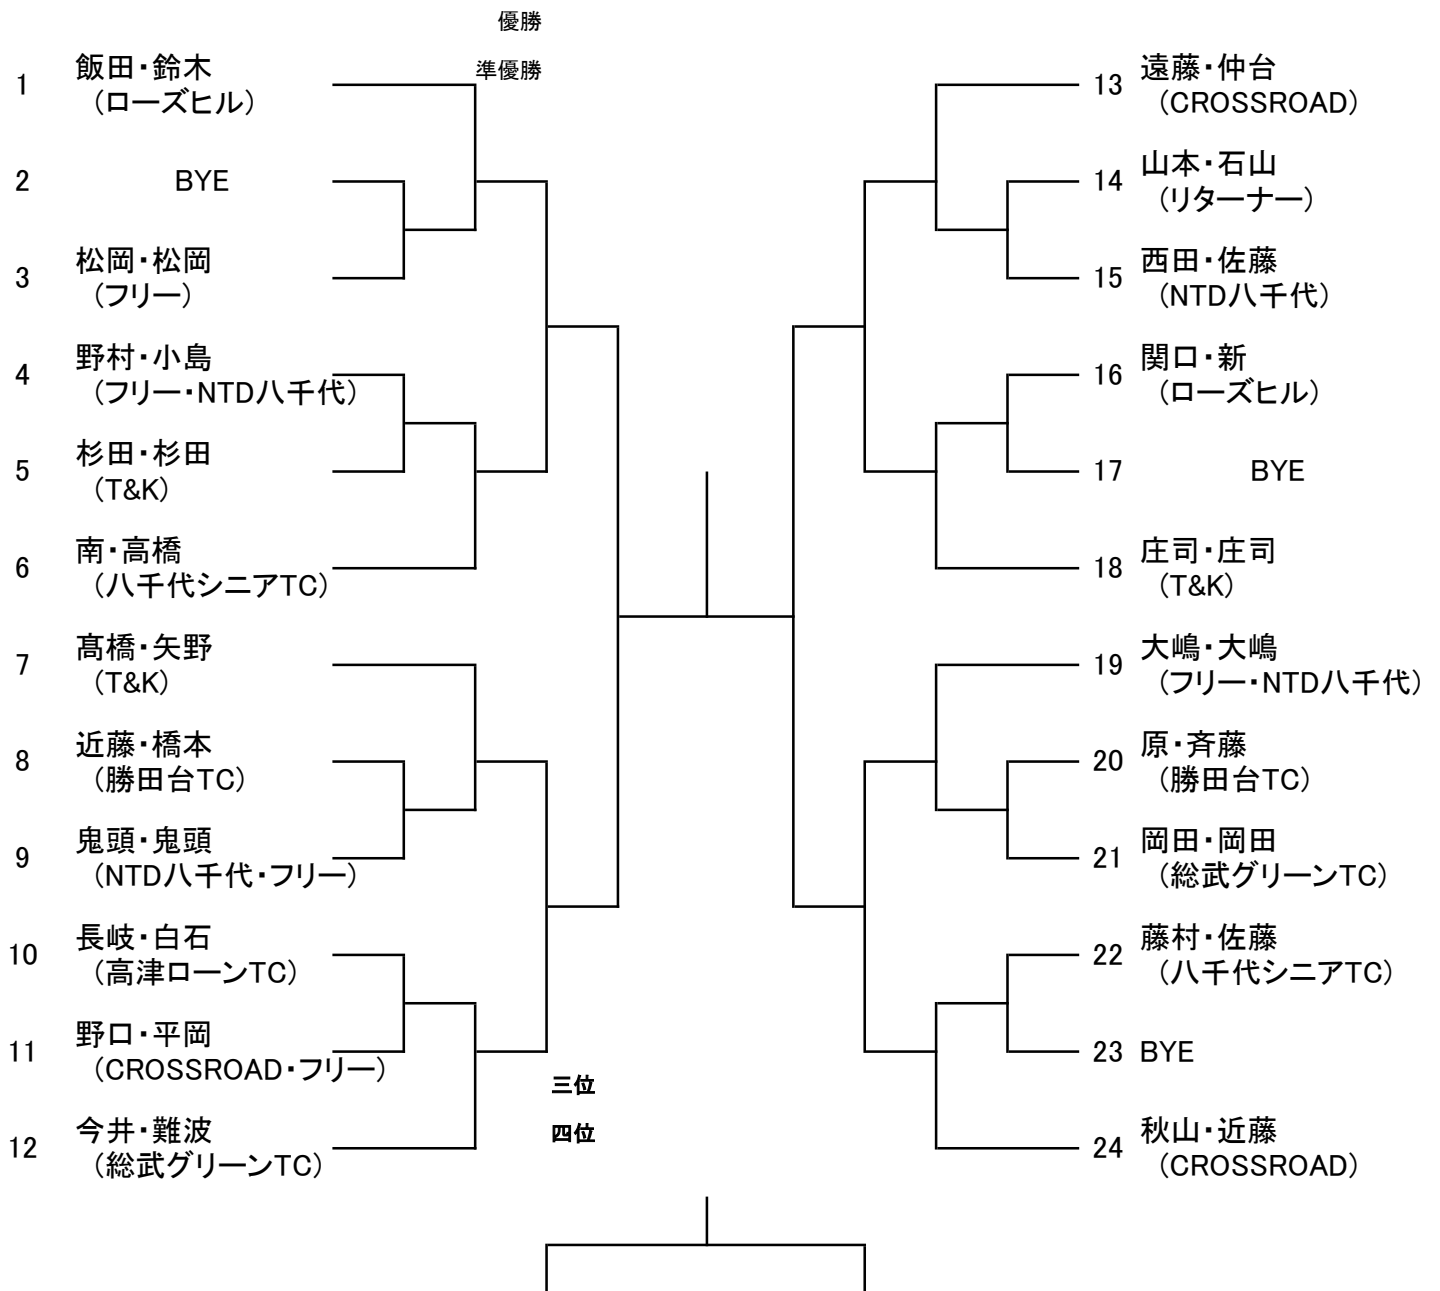 優勝
準優勝
1 飯田・鈴木
(ローズヒル)
2 BYE
3 松岡・松岡
(フリー)
4 野村・小島
(フリー・NTD八千代)
5 杉田・杉田
(T&K)
6 南・高橋
(八千代シニアTC)
7 髙橋・矢野
(T&K)
8 近藤・橋本
(勝田台TC)
9 鬼頭・鬼頭
(NTD八千代・フリー)
10 長岐・白石
(高津ローンTC)
11 野口・平岡
(CROSSROAD・フリー)
12 今井・難波
(総武グリーンTC)
三位
四位
13 遠藤・仲台
(CROSSROAD)
14 山本・石山
(リターナー)
15 西田・佐藤
(NTD八千代)
16 関口・新
(ローズヒル)
17 BYE
18 庄司・庄司
(T&K)
19 大嶋・大嶋
(フリー・NTD八千代)
20 原・斉藤
(勝田台TC)
21 岡田・岡田
(総武グリーンTC)
22 藤村・佐藤
(八千代シニアTC)
23 BYE
24 秋山・近藤
(CROSSROAD)